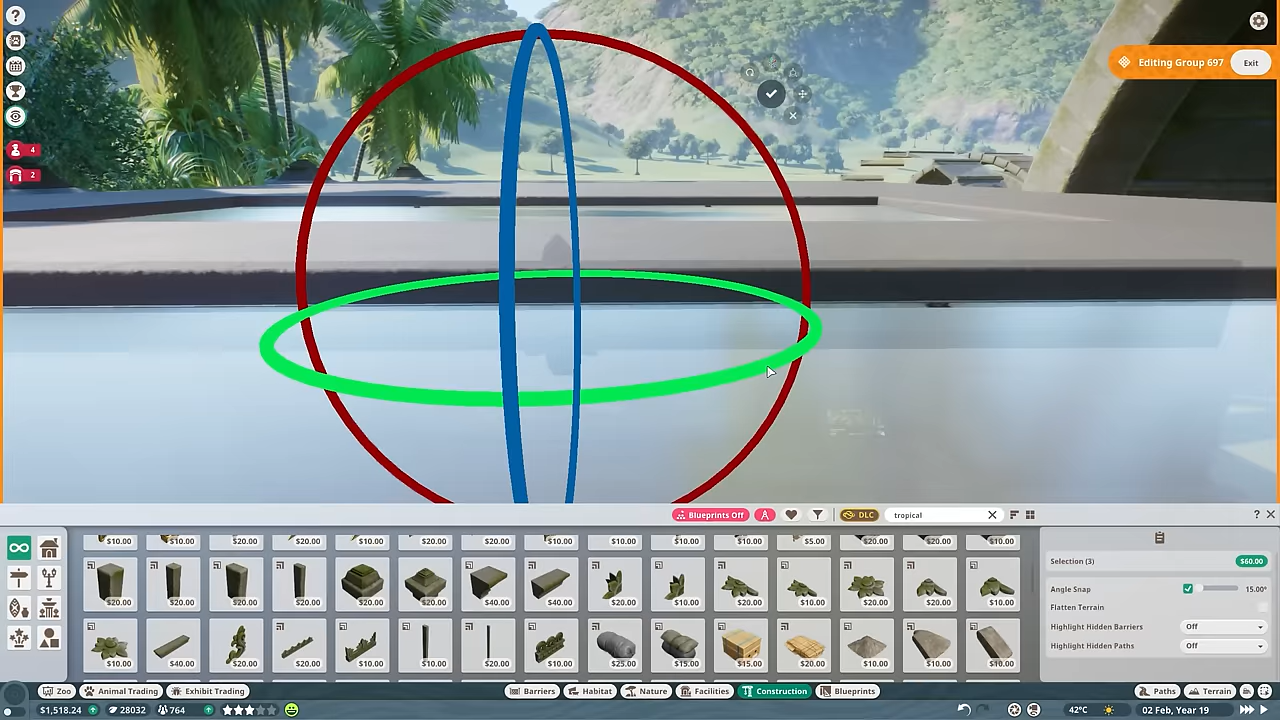 ?
Editing Group 697
Exit
4
2
Blueprints Off
DLC
tropical
?
$10.00 $10.00 $20.00 $20.00 $10.00 $20.00 $20.00 $10.00 $10.00 $10.00 $10.00 $5.00 $20.00 $20.00 $10.00
$20.00 $20.00 $20.00 $20.00 $20.00 $20.00 $40.00 $40.00 $20.00 $10.00 $20.00 $10.00 $20.00 $20.00 $10.00
$10.00 $40.00 $20.00 $20.00 $10.00 $10.00 $20.00 $10.00 $25.00 $15.00 $15.00 $20.00 $10.00 $10.00 $10.00
Selection (3) $60.00
Angle Snap 15.00°
Flatten Terrain
Highlight Hidden Barriers Off
Highlight Hidden Paths Off
Zoo Animal Trading Exhibit Trading Barriers Habitat Nature Facilities Construction Blueprints Paths Terrain
$1,518.24 28032 764 42°C 02 Feb, Year 19